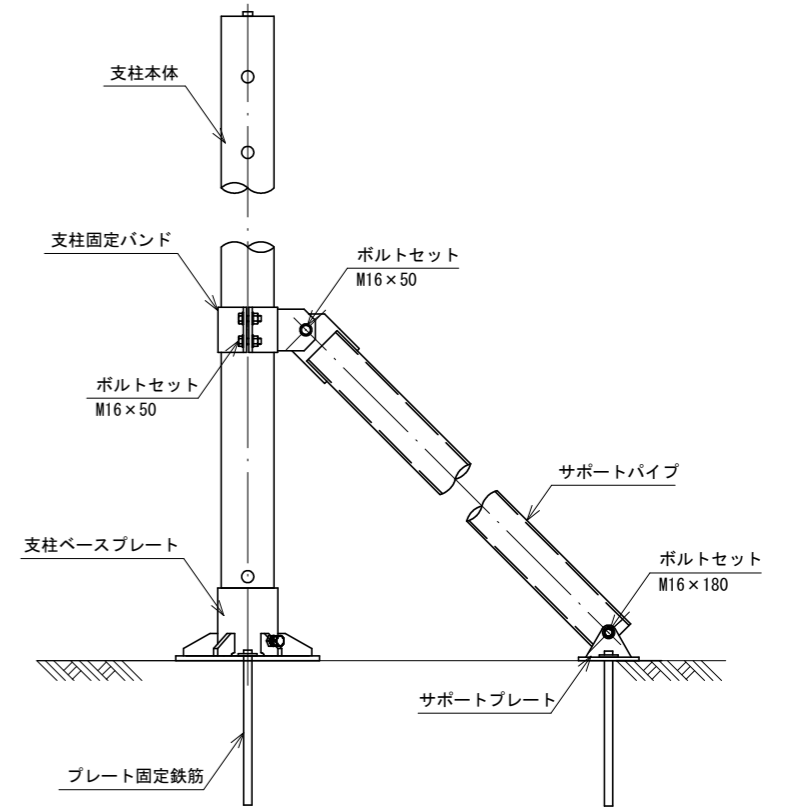 支柱本体
支柱固定バンド
ボルトセット
M16×50
ボルトセット
M16×50
サポートパイプ
支柱ベースプレート
ボルトセット
M16×180
サポートプレート
プレート固定鉄筋